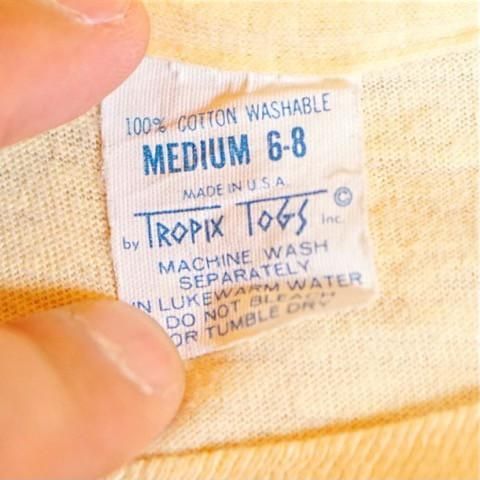 100% COTTON WASHABLE
MEDIUM 6-8
MADE IN U.S.A.
by TROPIX TOGS Inc. ©
MACHINE WASH
SEPARATELY
IN LUKEWARM WATER
DO NOT BLEACH
OR TUMBLE DRY